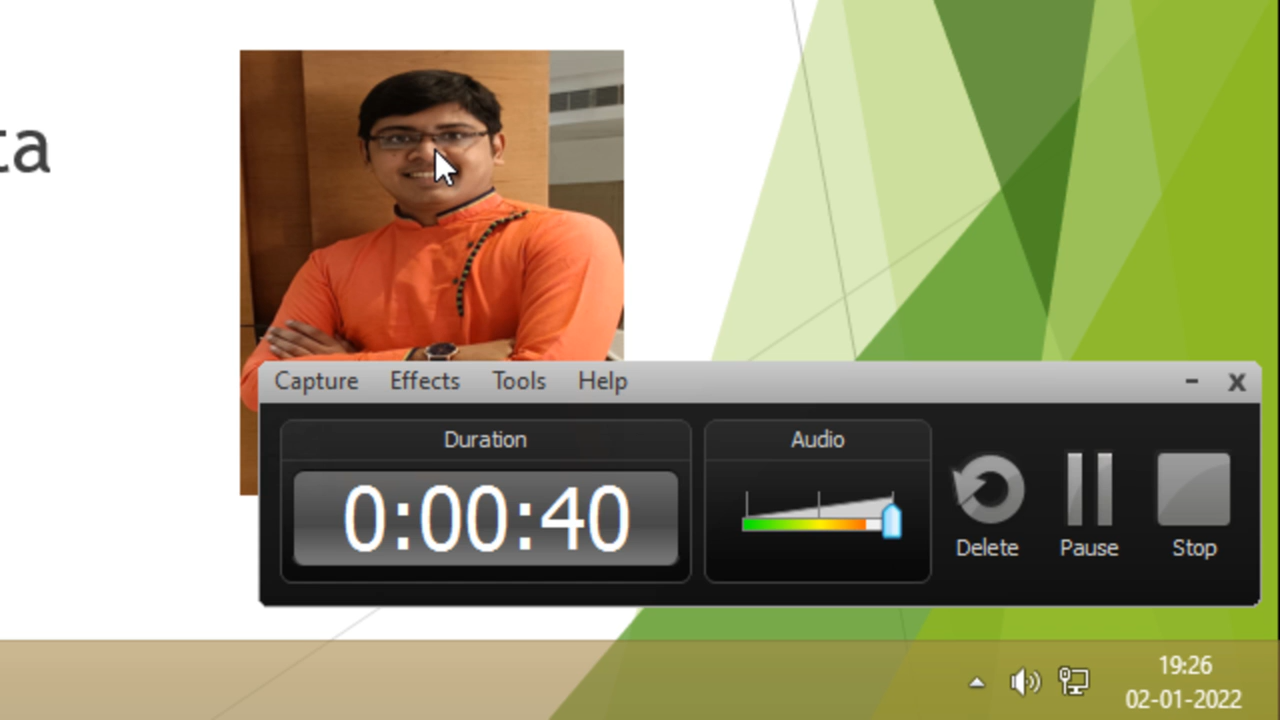 ta
Capture Effects Tools Help
- x
Duration
Audio
0:00:40
Delete Pause Stop
19:26
02-01-2022